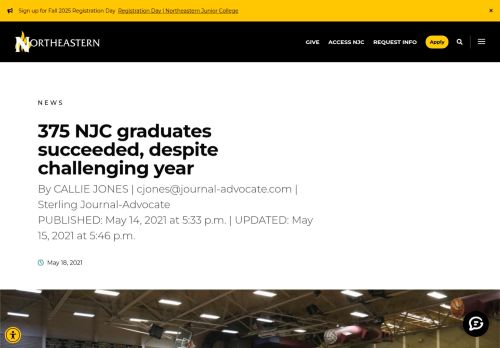 Sign up for Fall 2025 Registration Day Registration Day | Northeastern Junior College ×
NORTHEASTERN GIVE ACCESS NJC REQUEST INFO Apply
NEWS
375 NJC graduates
succeeded, despite
challenging year
By CALLIE JONES | cjones@journal-advocate.com |
Sterling Journal-Advocate
PUBLISHED: May 14, 2021 at 5:33 p.m. | UPDATED: May
15, 2021 at 5:46 p.m.
May 18, 2021